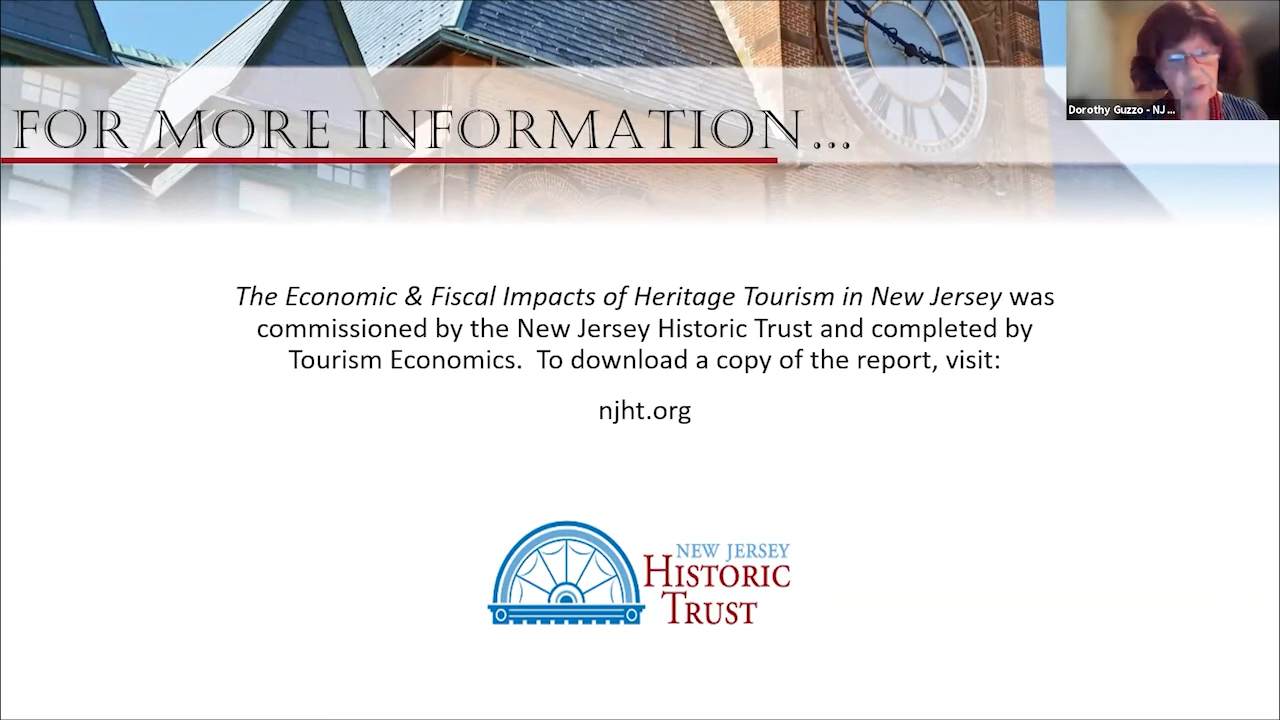 FOR MORE INFORMATION...
Dorothy Guzzo - NJ ...
The Economic & Fiscal Impacts of Heritage Tourism in New Jersey was
commissioned by the New Jersey Historic Trust and completed by
Tourism Economics.  To download a copy of the report, visit:
njht.org
NEW JERSEY
HISTORIC
TRUST